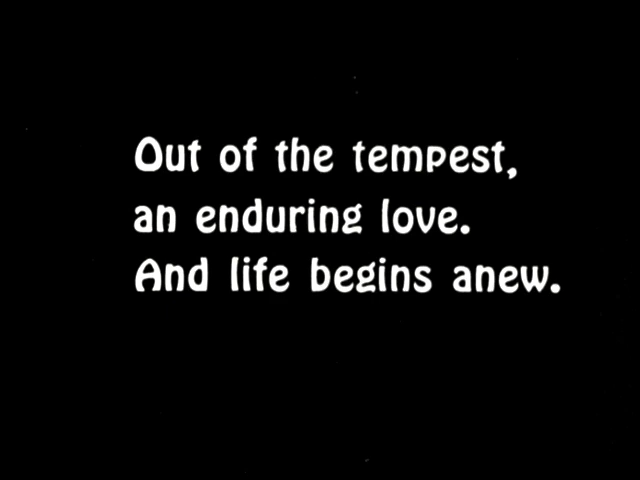 Out of the tempest,
an enduring love.
And life begins anew.